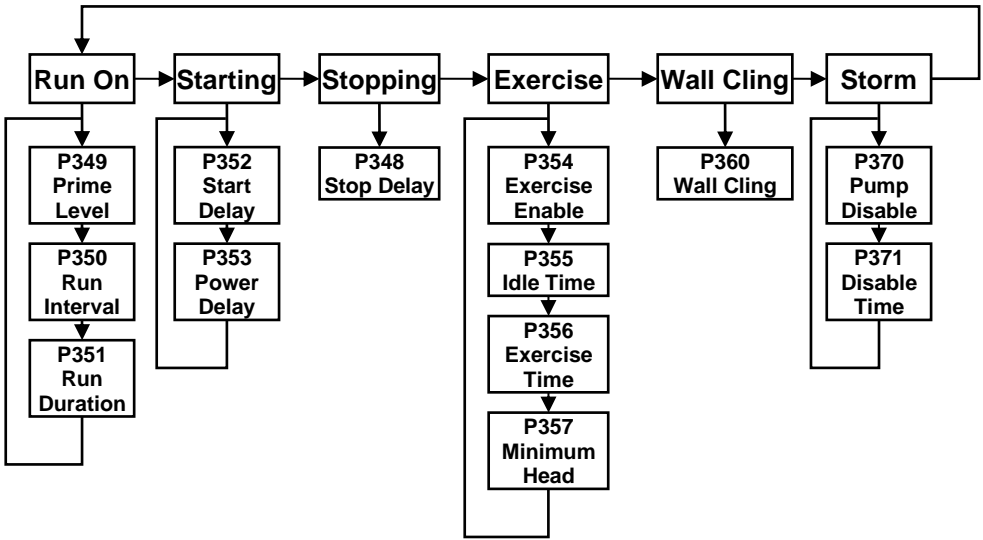 Run On
Starting
Stopping
Exercise
Wall Cling
Storm
P349
Prime
Level
P350
Run
Interval
P351
Run
Duration
P352
Start
Delay
P353
Power
Delay
P348
Stop Delay
P354
Exercise
Enable
P355
Idle Time
P356
Exercise
Time
P357
Minimum
Head
P360
Wall Cling
P370
Pump
Disable
P371
Disable
Time